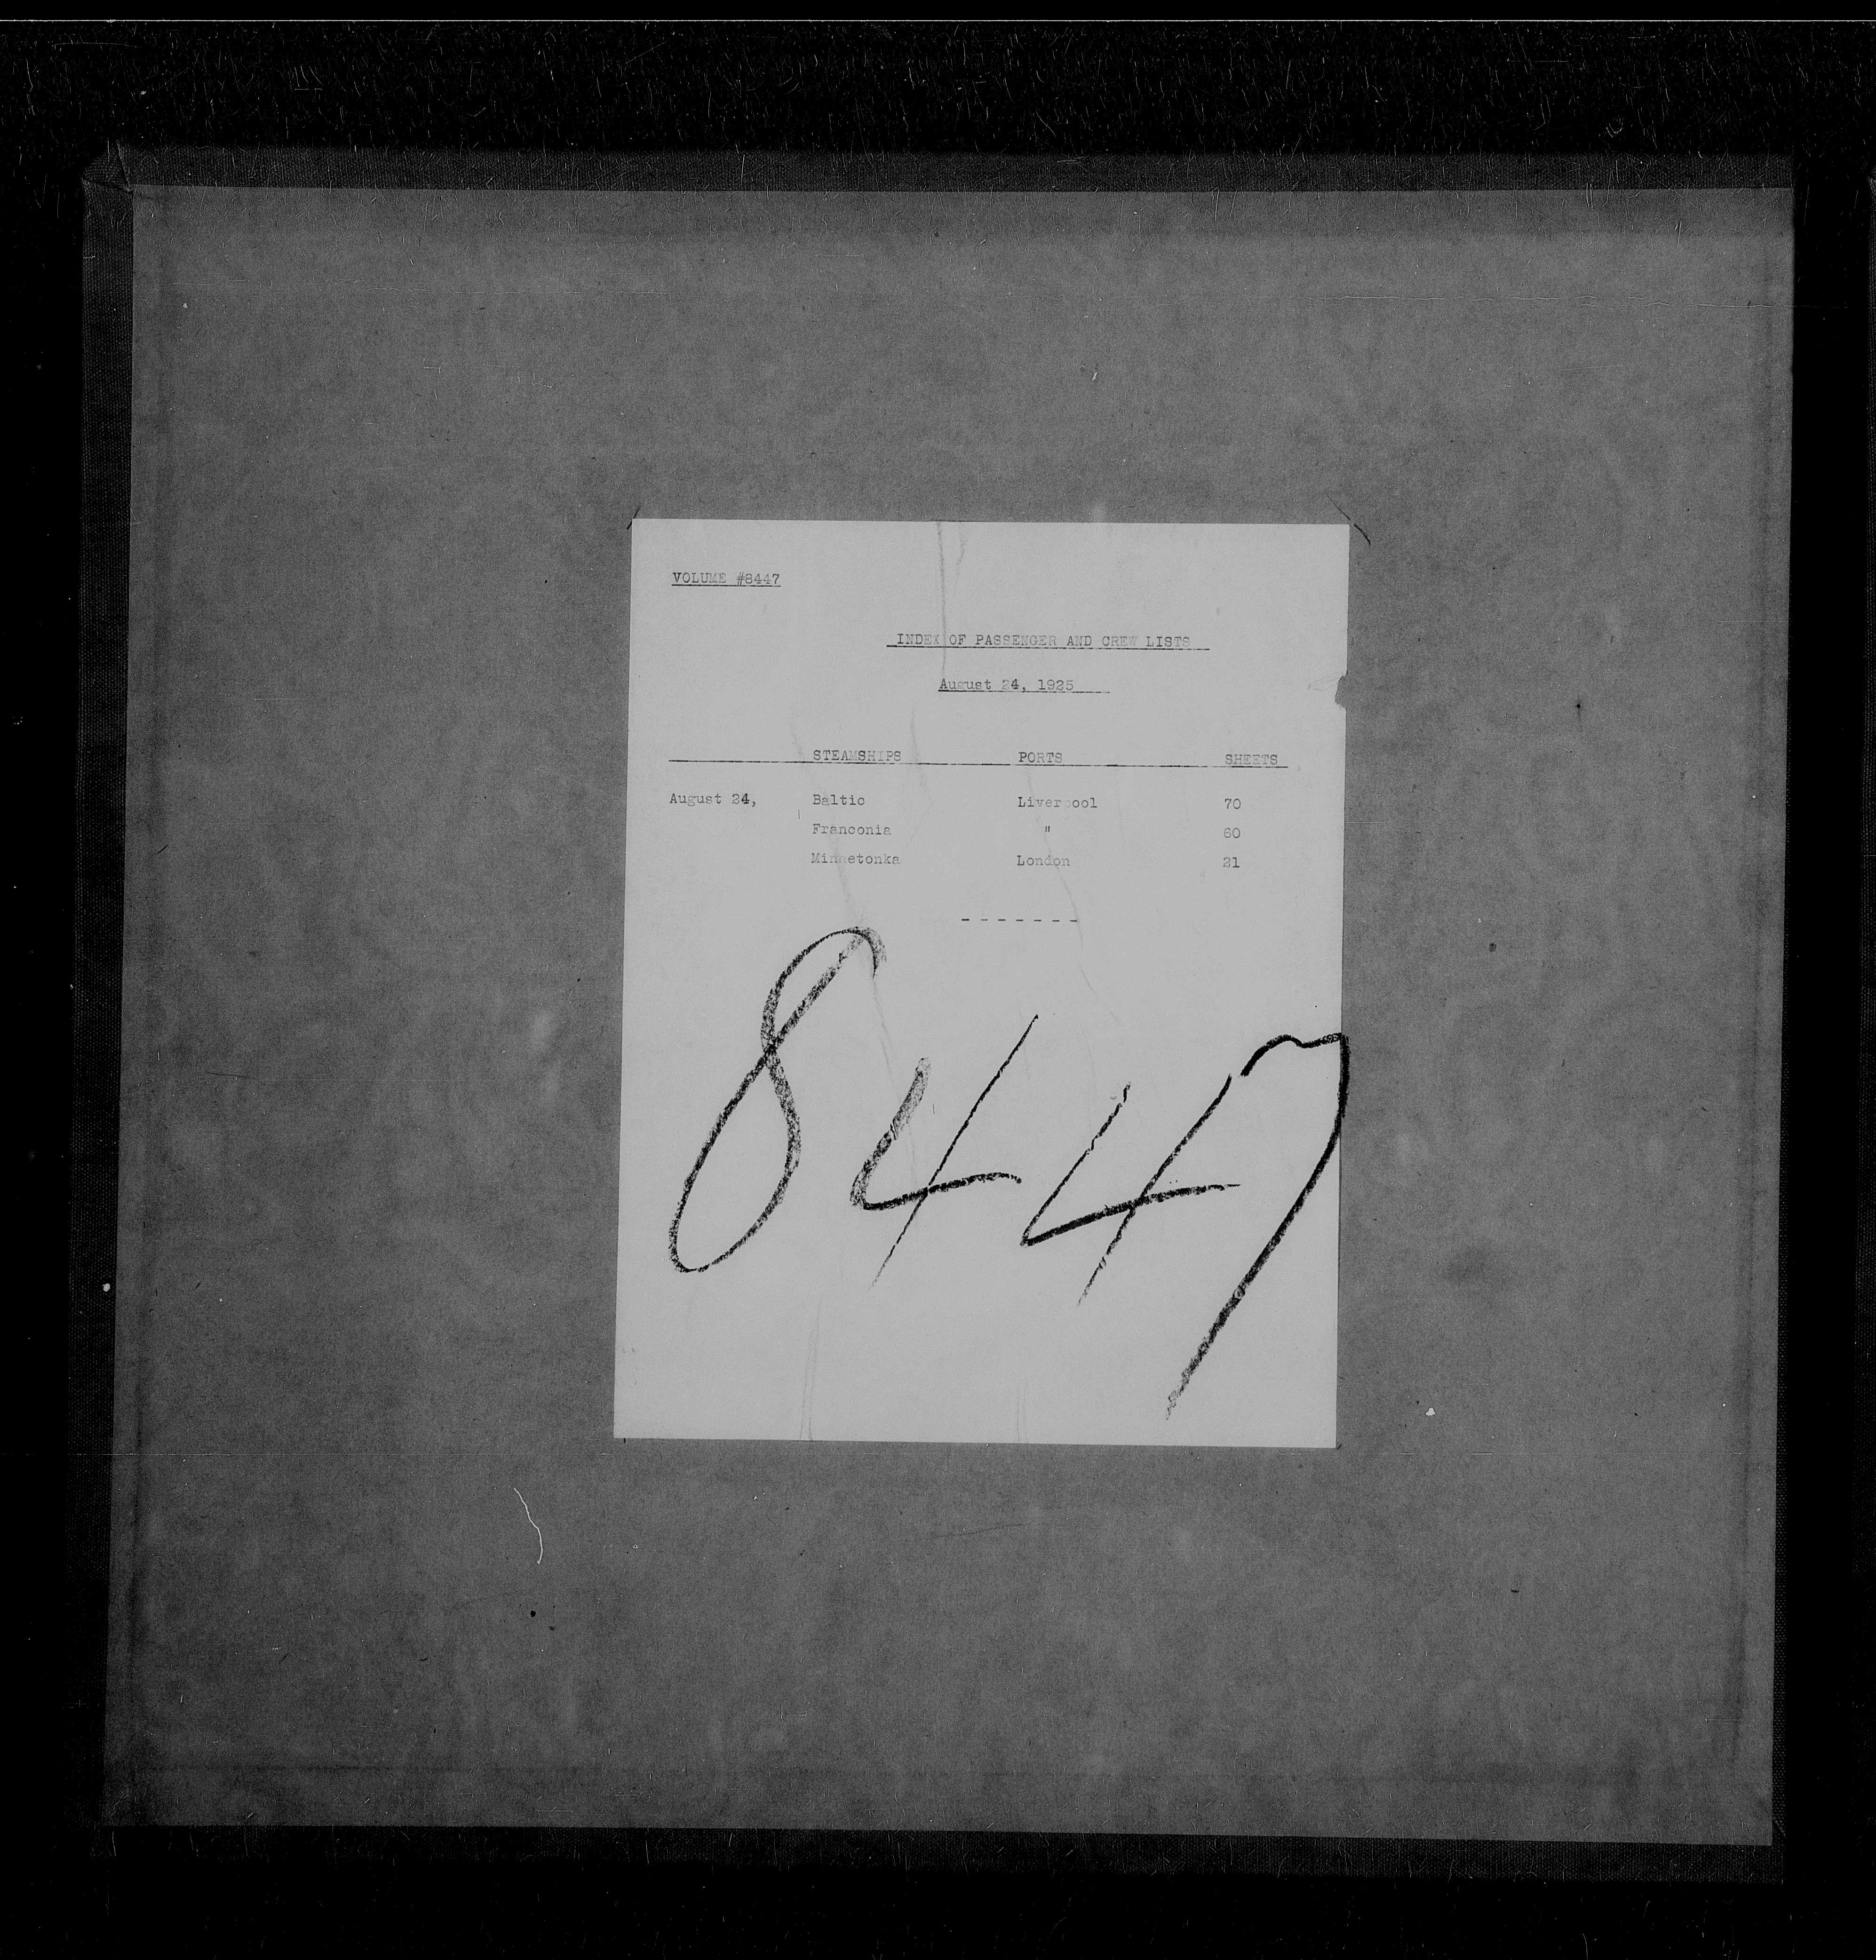 VOLUME #8447
INDEX OF PASSENGER AND CREW LISTS
August 24, 1925
STEAMSHIPS PORTS SHEETS
August 24, Baltic Liverpool 70
Franconia " 60
Minnetonka London 21
- - - - - - -
8447